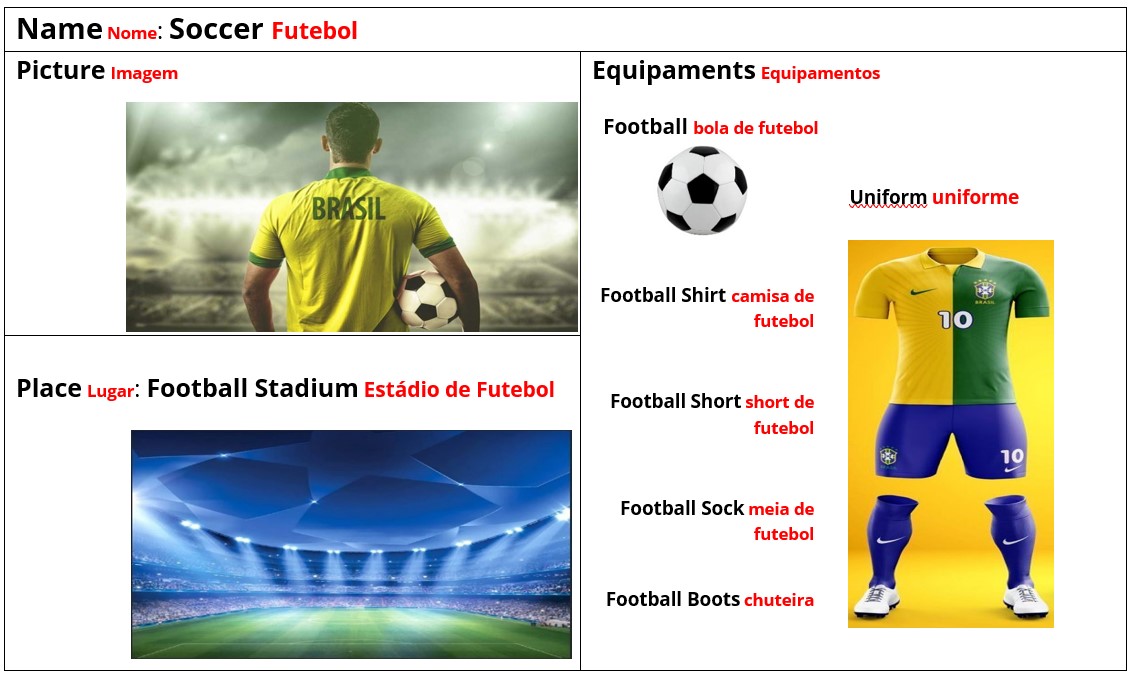 Name Nome: Soccer Futebol
Picture Imagem
BRASIL
Place Lugar: Football Stadium Estádio de Futebol
Equipaments Equipamentos
Football bola de futebol
Uniform uniforme
Football Shirt camisa de
futebol
Football Short short de
futebol
Football Sock meia de
futebol
Football Boots chuteira
BRASIL
10
10